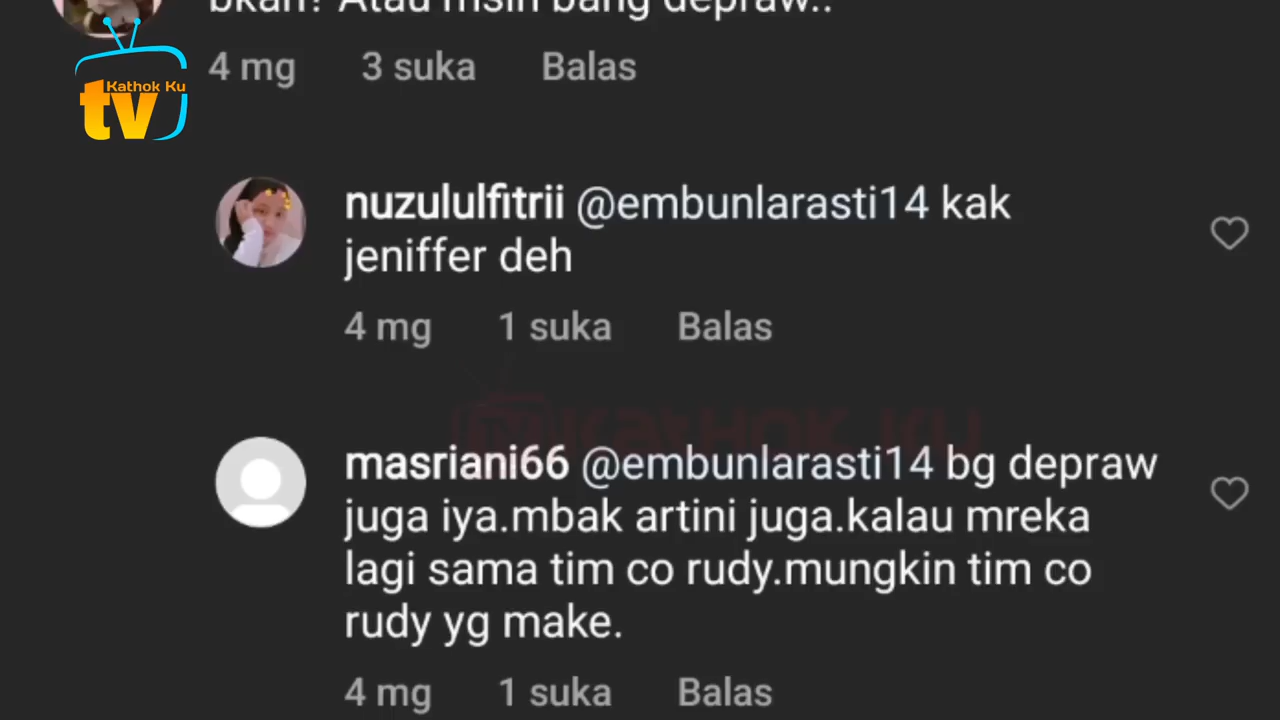 bkan? Atau msih bang depraw..
4 mg 3 suka Balas
Kathok Ku
tv
nuzululfitrii @embunlarasti14 kak
jeniffer deh
4 mg 1 suka Balas
KATHOK KU
masriani66 @embunlarasti14 bg depraw
juga iya.mbak artini juga.kalau mreka
lagi sama tim co rudy.mungkin tim co
rudy yg make.
4 mg 1 suka Balas